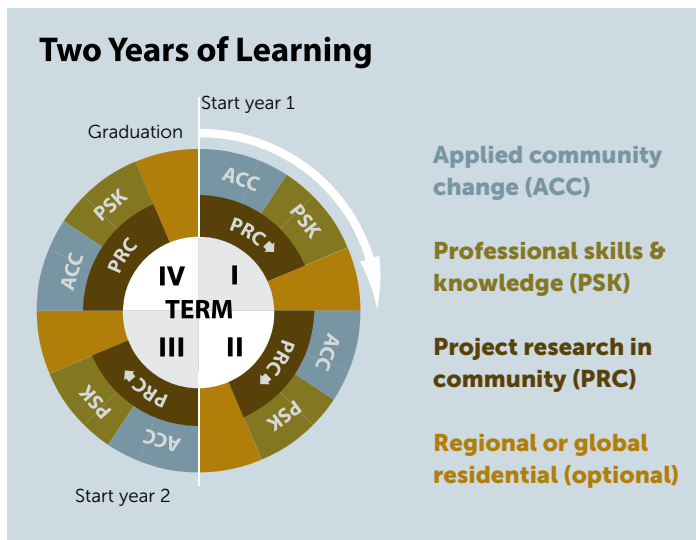 Two Years of Learning
Start year 1
Graduation
ACC
PSK
PRC
ACC
PRC
PSK
ACC
PRC
PSK
PSK
ACC
PRC
IV
I
TERM
III
II
Start year 2
Applied community
change (ACC)
Professional skills &
knowledge (PSK)
Project research in
community (PRC)
Regional or global
residential (optional)